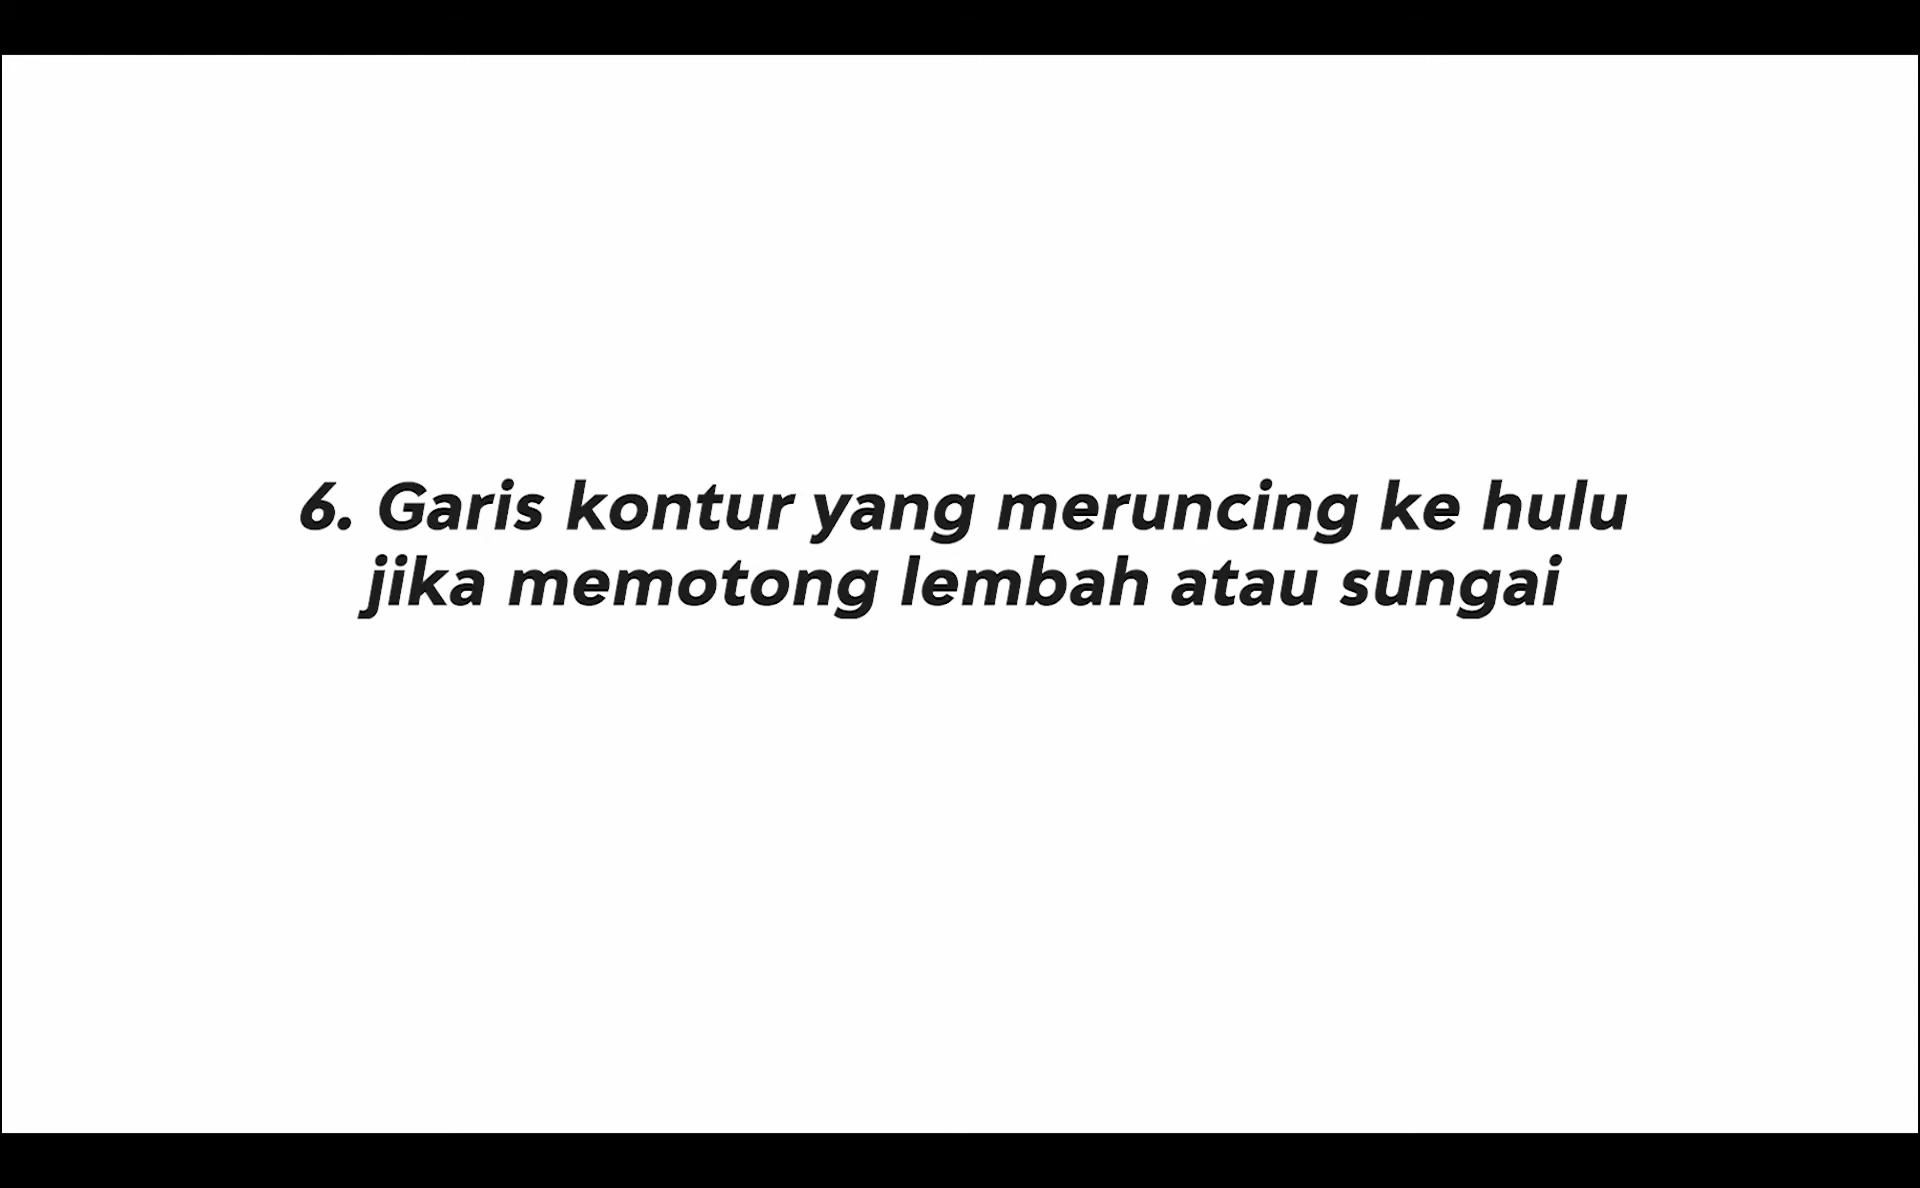 6. Garis kontur yang meruncing ke hulu
jika memotong lembah atau sungai